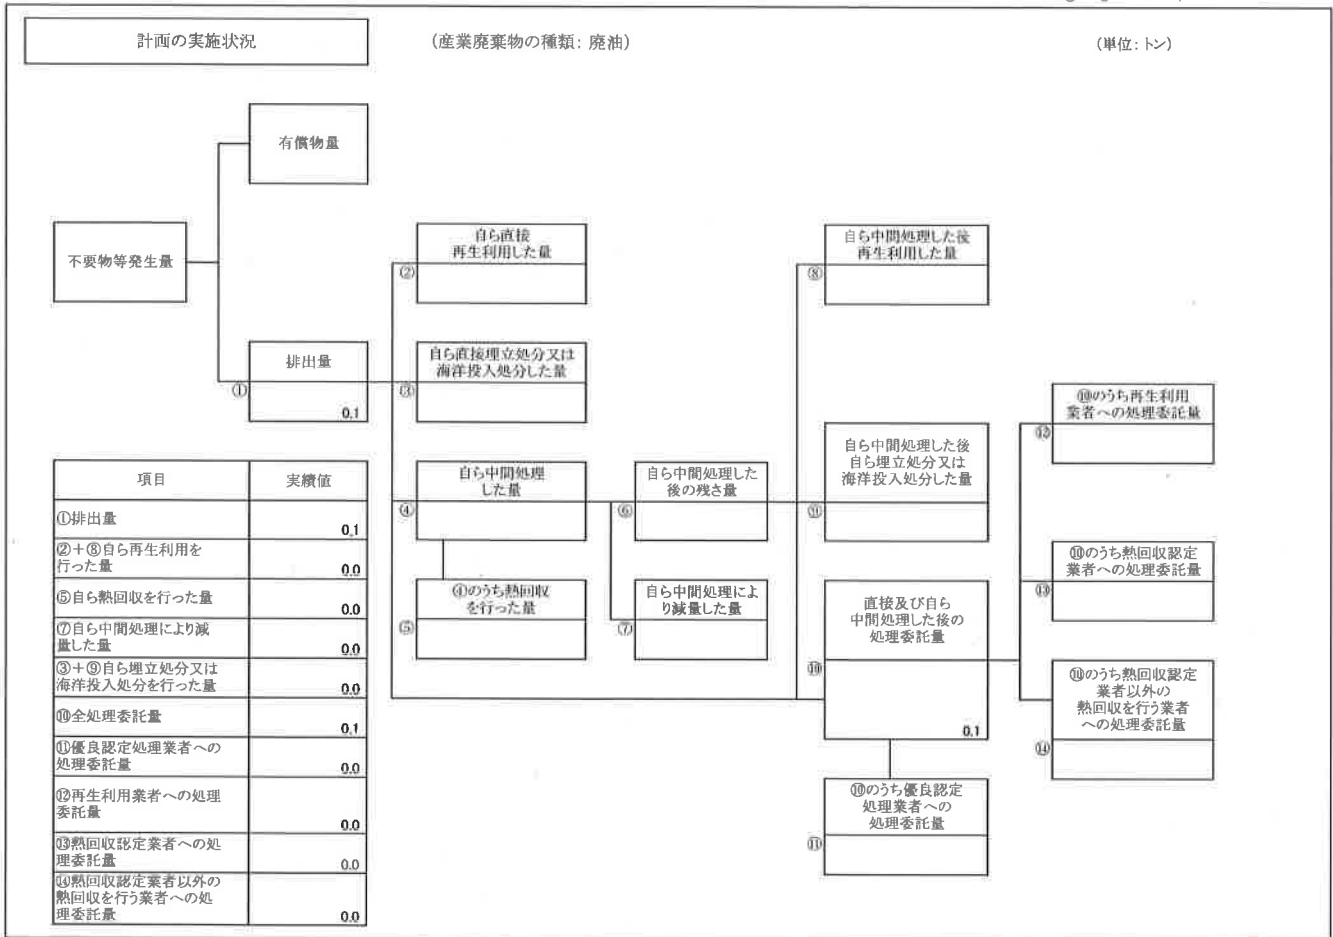 計画の実施状況
(産業廃棄物の種類: 廃油)
(単位: トン)
有償物量
不要物等発生量
排出量
①
0.1
自ら直接
再生利用した量
②
自ら直接埋立処分又は
海洋投入処分した量
③
自ら中間処理
した量
④
④のうち熱回収
を行った量
⑤
自ら中間処理した
後の残さ量
⑥
自ら中間処理によ
り減量した量
⑦
自ら中間処理した後
再生利用した量
⑧
自ら中間処理した後
自ら埋立処分又は
海洋投入処分した量
⑨
直接及び自ら
中間処理した後の
処理委託量
⑩
0.1
⑩のうち優良認定
処理業者への
処理委託量
⑪
⑩のうち再生利用
業者への処理委託量
⑫
⑩のうち熱回収認定
業者への処理委託量
⑬
⑩のうち熱回収認定
業者以外の
熱回収を行う業者
への処理委託量
⑭
項目 実績値
①排出量 0.1
②+⑧自ら再生利用を
行った量 0.0
⑤自ら熱回収を行った量 0.0
⑦自ら中間処理により減
量した量 0.0
③+⑨自ら埋立処分又は
海洋投入処分を行った量 0.0
⑩全処理委託量 0.1
⑪優良認定処理業者への
処理委託量 0.0
⑫再生利用業者への処理
委託量 0.0
⑬熱回収認定業者への処
理委託量 0.0
⑭熱回収認定業者以外の
熱回収を行う業者への処
理委託量 0.0